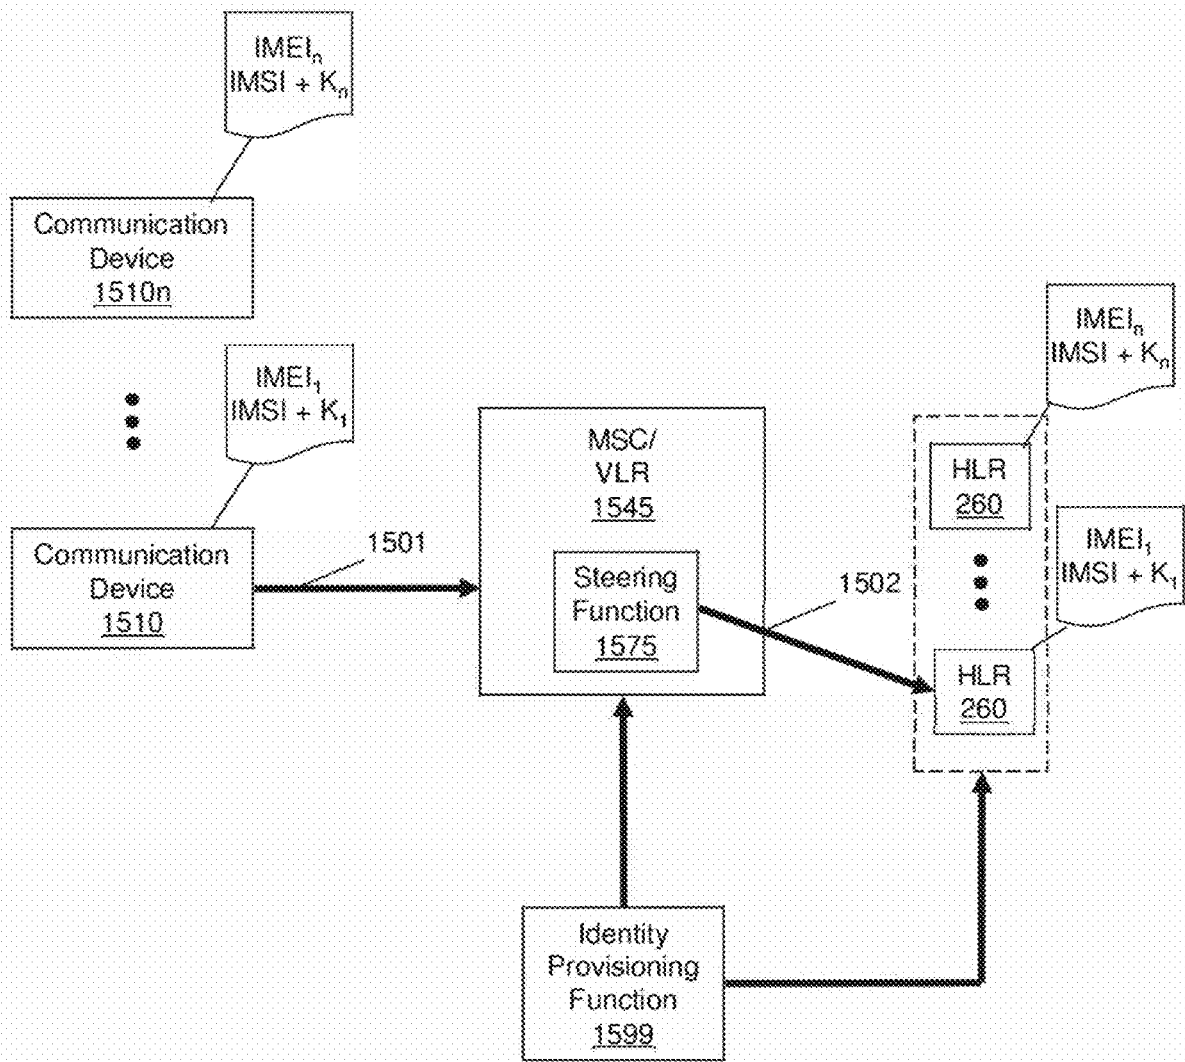 IMEIn
IMSI + Kn
Communication
Device
1510n
IMEIn
IMSI + Kn
IMEI1
IMSI + K1
MSC/
VLR
1545
HLR
260
Communication
Device
1510
1501
Steering
Function
1575
1502
IMEI1
IMSI + K1
HLR
260
Identity
Provisioning
Function
1599